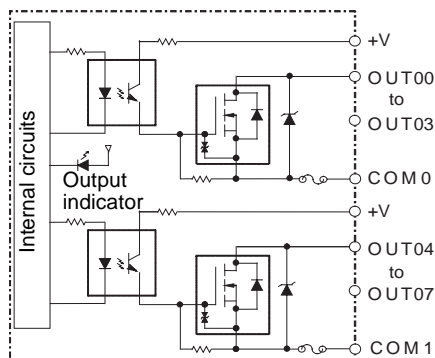 Internal circuits
Output
indicator
+V
OUT00
to
OUT03
COM0
+V
OUT04
to
OUT07
COM1